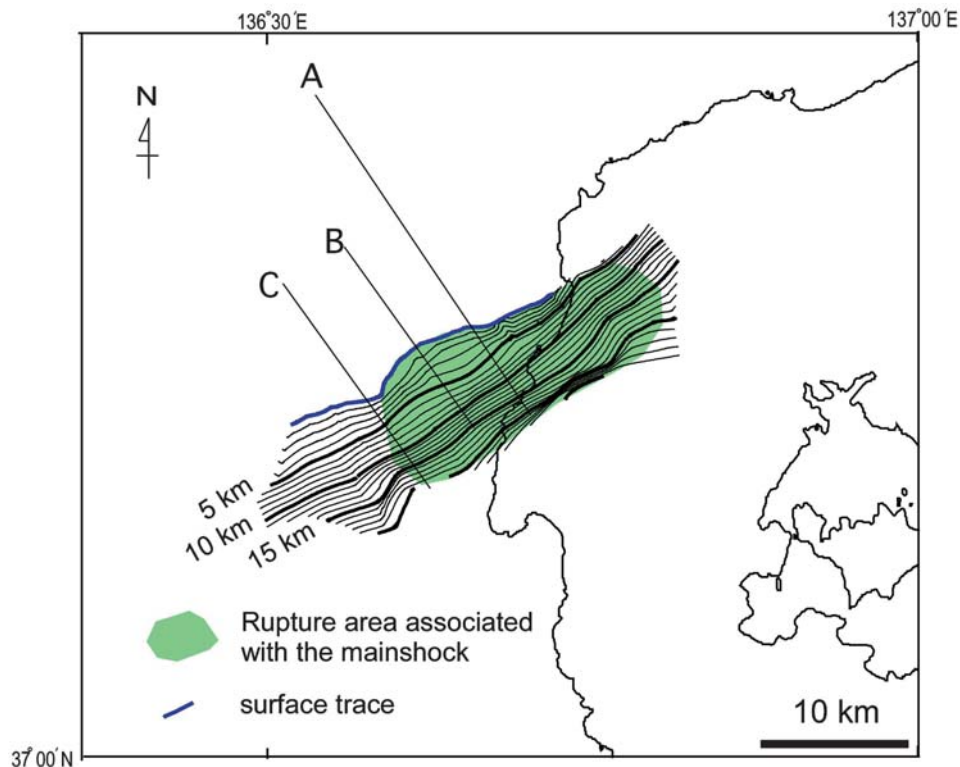 136°30'E
137°00'E
A
N
B
C
5 km
10 km
15 km
Rupture area associated
with the mainshock
surface trace
10 km
37°00'N